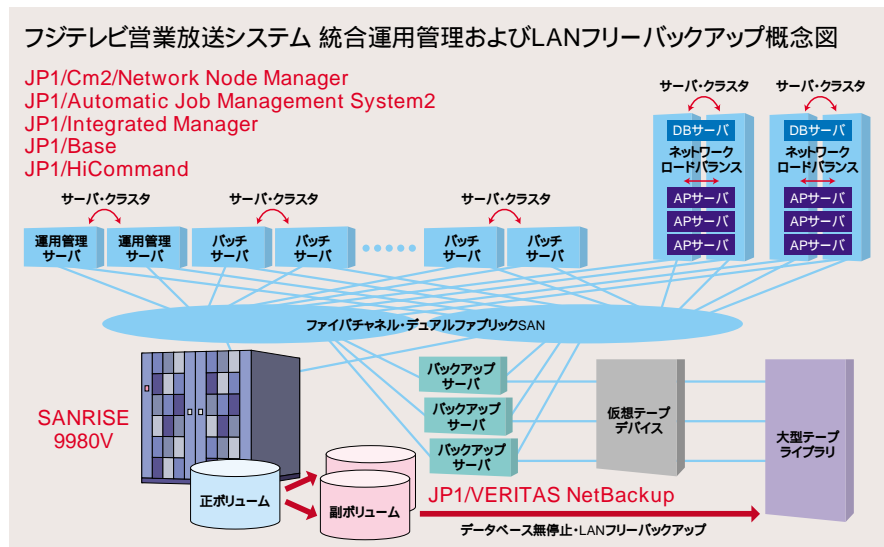 フジテレビ営業放送システム 統合運用管理およびLANフリーバックアップ概念図
JP1/Cm2/Network Node Manager
JP1/Automatic Job Management System2
JP1/Integrated Manager
JP1/Base
JP1/HiCommand
サーバ・クラスタ
サーバ・クラスタ
DBサーバ
ネットワーク
ロードバランス
APサーバ
APサーバ
APサーバ
DBサーバ
ネットワーク
ロードバランス
APサーバ
APサーバ
APサーバ
サーバ・クラスタ
サーバ・クラスタ
サーバ・クラスタ
運用管理
サーバ
運用管理
サーバ
バッチ
サーバ
バッチ
サーバ
バッチ
サーバ
バッチ
サーバ
ファイバチャネル・デュアルファブリックSAN
SANRISE
9980V
バックアップ
サーバ
バックアップ
サーバ
バックアップ
サーバ
仮想テープ
デバイス
大型テープ
ライブラリ
正ボリューム
副ボリューム
JP1/VERITAS NetBackup
データベース無停止・LANフリーバックアップ